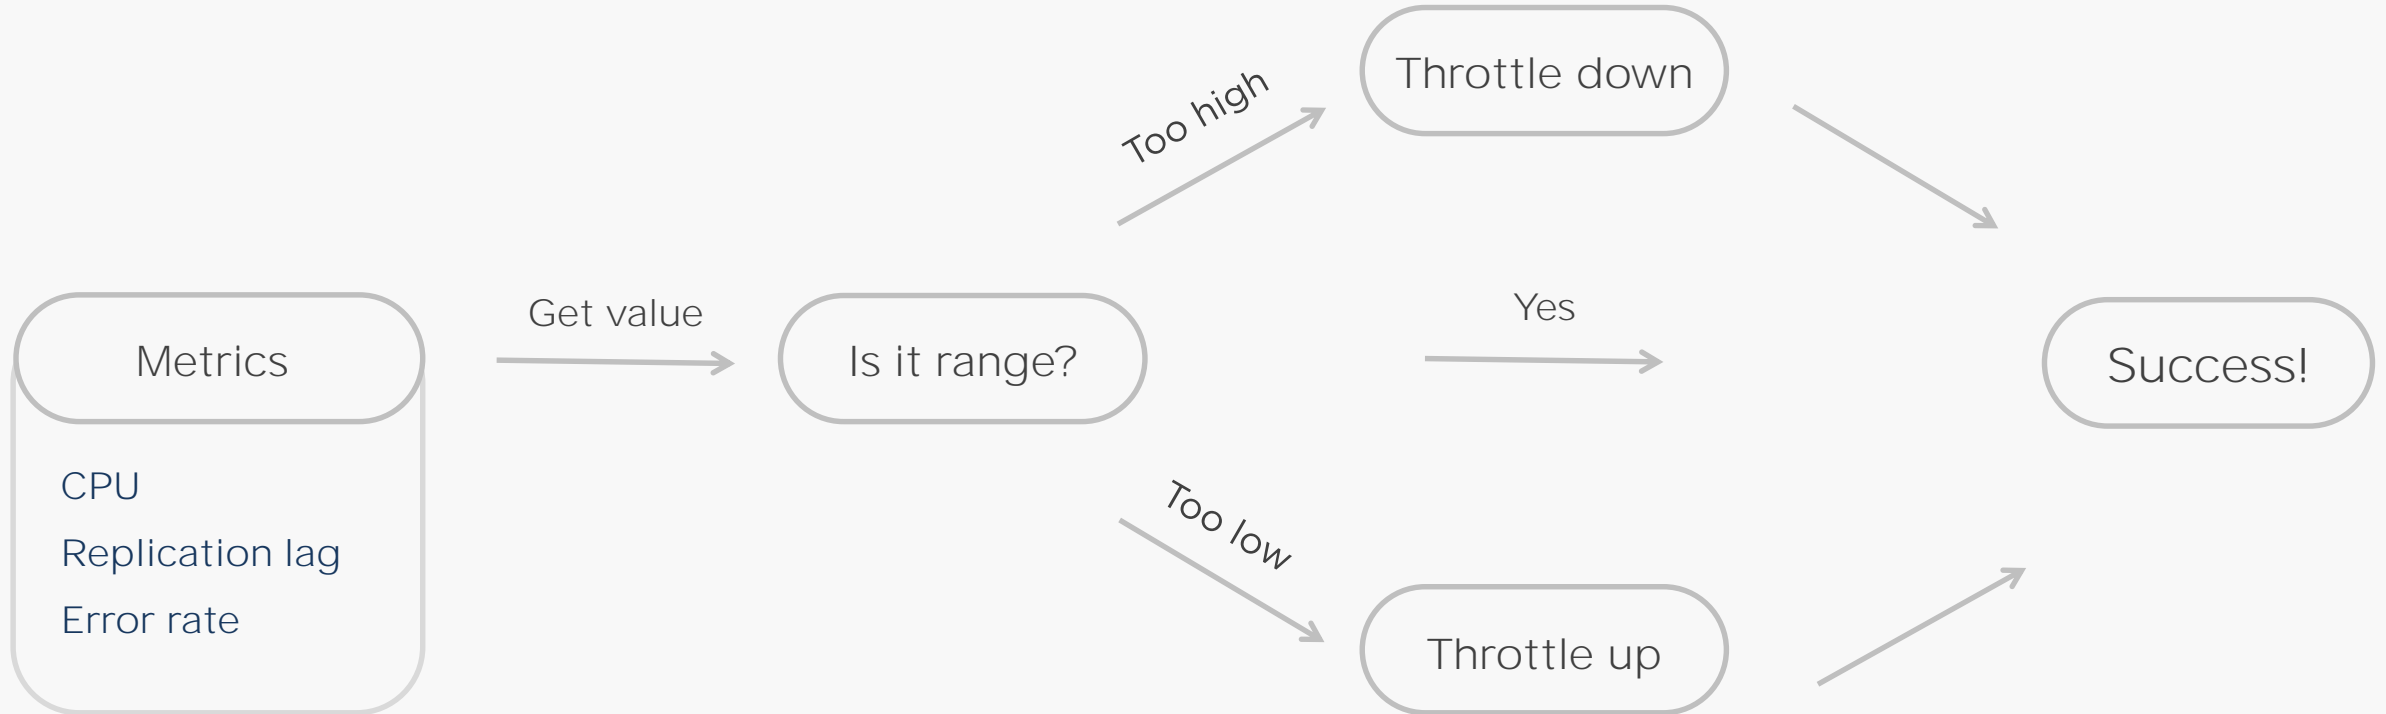 Throttle down
Too high
Get value
Yes
Metrics
Is it range?
Success!
CPU
Replication lag
Error rate
Too low
Throttle up